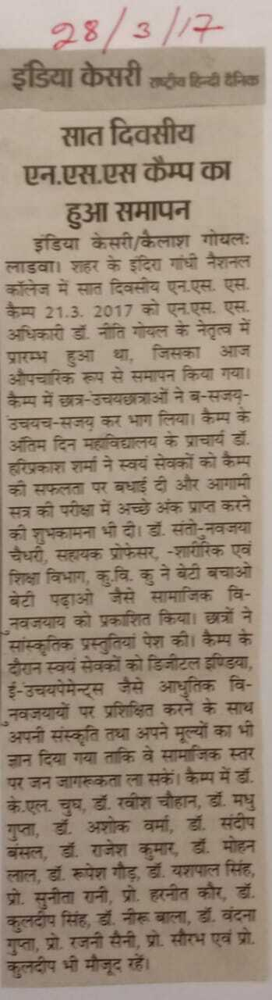 28/3/17
इंडिया केसरी राष्ट्रीय हिन्दी दैनिक
सात दिवसीय
एन.एस.एस कैम्प का
हुआ समापन
इंडिया केसरी/कैलाश गोयलः
लाडवा। शहर के इंदिरा गांधी नैशनल
कॉलेज में सात दिवसीय एन.एस. एस.
कैम्प 21.3. 2017 को एन.एस. एस.
अधिकारी डॉ. नीति गोयल के नेतृत्व में
प्रारम्भ हुआ था, जिसका आज
औपचारिक रूप से समापन किया गया।
कैम्प में छात्र-उचयछात्राओं ने ब-सजय-
उचयच-सजय कर भाग लिया। कैम्प के
अंतिम दिन महाविद्यालय के प्राचार्य डॉ.
हरिप्रकाश शर्मा ने स्वयं सेवकों को कैम्प
की सफलता पर बधाई दी और आगामी
सत्र की परीक्षा में अच्छे अंक प्राप्त करने
की शुभकामना भी दी। डॉ. संतो-नुवजया
चैधरी, सहायक प्रोफेसर, -शारीरिक एवं
शिक्षा विभाग, कु.वि. कु ने बेटी बचाओ
बेटी पढ़ाओ जैसे सामाजिक वि-
नुवजयाय को प्रकाशित किया। छात्रों ने
सांस्कृतिक प्रस्तुतियां पेश की। कैम्प के
दौरान स्वयं सेवकों को डिजीटल इण्डिया,
ई-उचयपेमेन्ट्स जैसे आधुतिक वि-
नुवजयायों पर प्रशिक्षित करने के साथ
अपनी संस्कृति तथा अपने मूल्यों का भी
ज्ञान दिया गया ताकि वे सामाजिक स्तर
पर जन जागरूकता ला सकें। कैम्प में डॉ.
के.एल. चुघ, डॉ. रवीश चौहान, डॉ. मधु
गुप्ता, डॉ. अशोक वर्मा, डॉ. संदीप
बंसल, डॉ. राजेश कुमार, डॉ. मोहन
लाल, डॉ. रूपेश गौड़, डॉ. यशपाल सिंह,
प्रो. सुनीता रानी, प्रो. हरनीत कौर, डॉ.
कुलदीप सिंह, डॉ. नीरू बाला, डॉ. वंदना
गुप्ता, प्रो. रजनी सैनी, प्रो. सौरभ एवं प्रो.
कुलदीप भी मौजूद रहें।